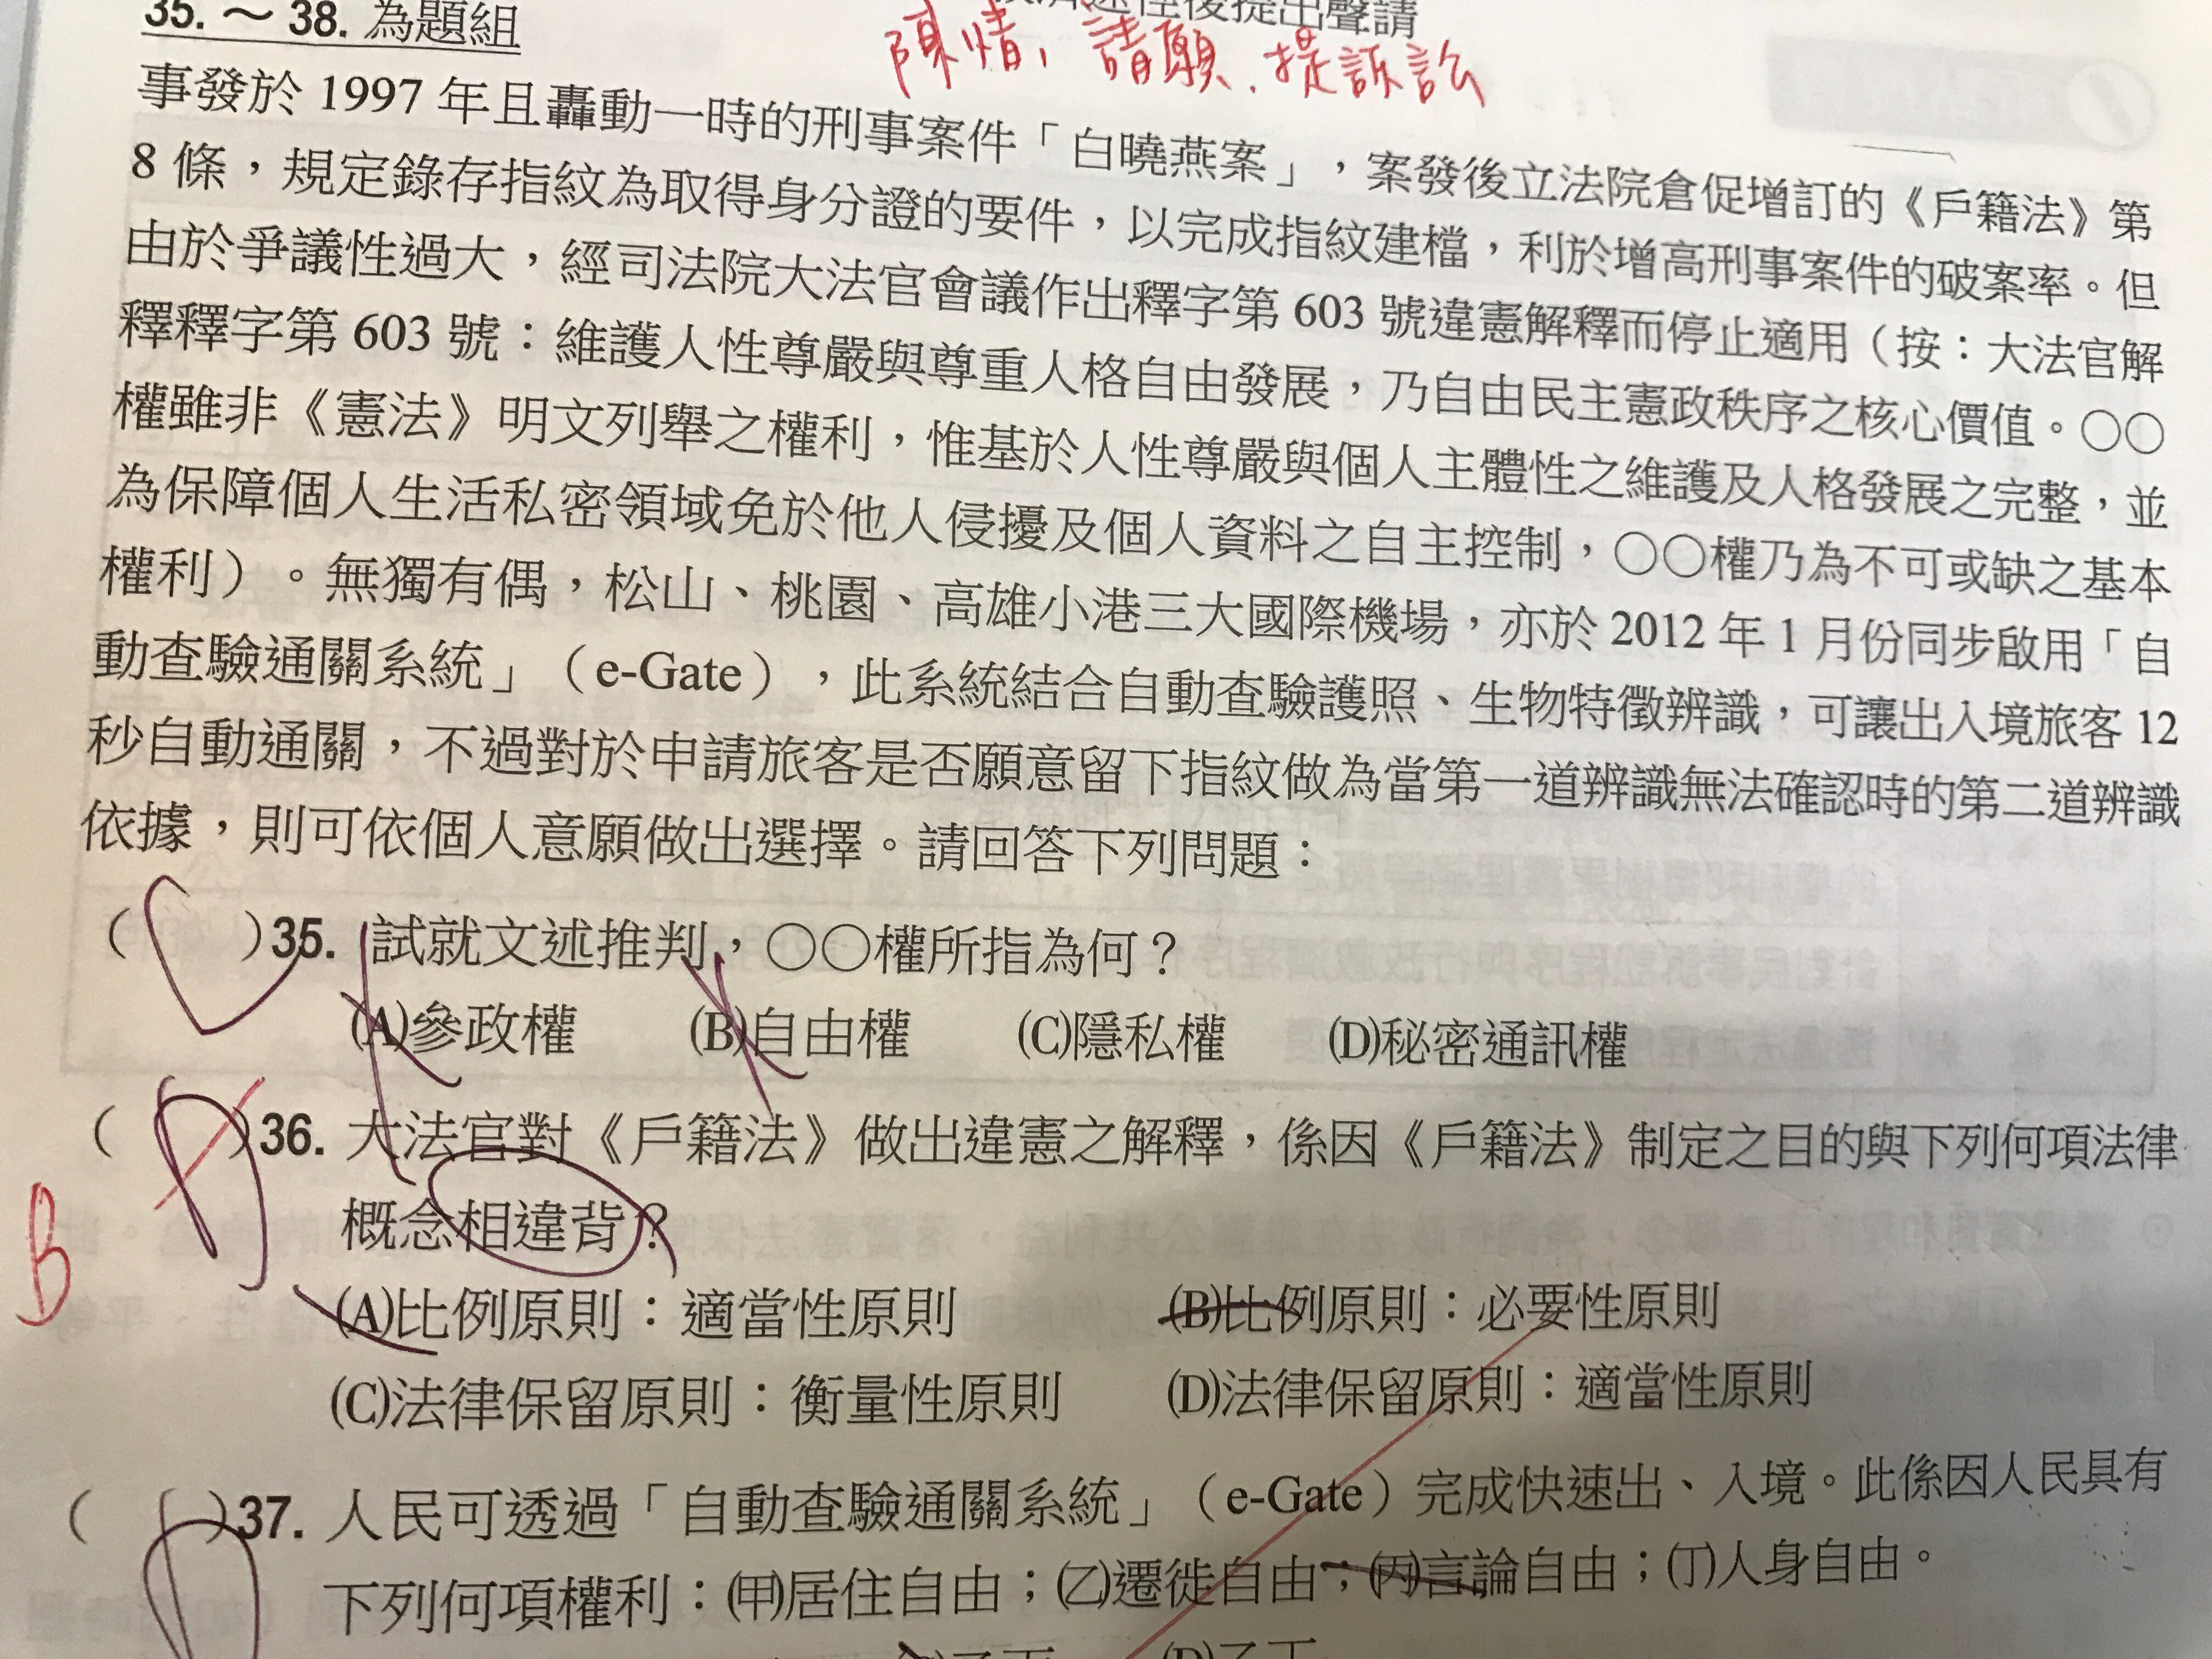 徑後提出聲請
35. ～ 38. 為題組
陳情，請願、提訴訟
事發於 1997 年且轟動一時的刑事案件「白曉燕案」，案發後立法院倉促增訂的《戶籍法》第
8 條，規定錄存指紋為取得身分證的要件，以完成指紋建檔，利於增高刑事案件的破案率。但
由於爭議性過大，經司法院大法官會議作出釋字第 603 號違憲解釋而停止適用（按：大法官解
釋釋字第 603 號：維護人性尊嚴與尊重人格自由發展，乃自由民主憲政秩序之核心價值。○○
權雖非《憲法》明文列舉之權利，惟基於人性尊嚴與個人主體性之維護及人格發展之完整，並
為保障個人生活私密領域免於他人侵擾及個人資料之自主控制，○○權乃為不可或缺之基本
權利）。無獨有偶，松山、桃園、高雄小港三大國際機場，亦於 2012 年 1 月份同步啟用「自
動查驗通關系統」（e-Gate），此系統結合自動查驗護照、生物特徵辨識，可讓出入境旅客 12
秒自動通關，不過對於申請旅客是否願意留下指紋做為當第一道辨識無法確認時的第二道辨識
依據，則可依個人意願做出選擇。請回答下列問題：
( )35. 試就文述推判，○○權所指為何？
(A)參政權 (B)自由權 (C)隱私權 (D)秘密通訊權
( )36. 大法官對《戶籍法》做出違憲之解釋，係因《戶籍法》制定之目的與下列何項法律
概念相違背？
B
(A)比例原則：適當性原則 (B)比例原則：必要性原則
(C)法律保留原則：衡量性原則 (D)法律保留原則：適當性原則
( )37. 人民可透過「自動查驗通關系統」（e-Gate）完成快速出、入境。此係因人民具有
下列何項權利：(甲)居住自由；(乙)遷徙自由；(丙)言論自由；(丁)人身自由。
(D)乙丁